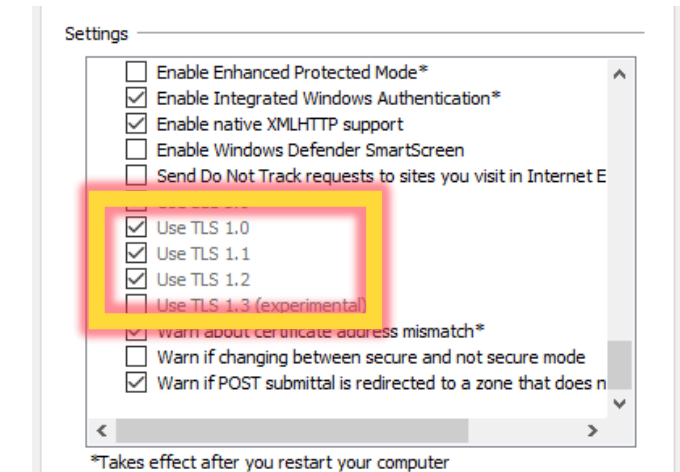 Settings
Enable Enhanced Protected Mode*
Enable Integrated Windows Authentication*
Enable native XMLHTTP support
Enable Windows Defender SmartScreen
Send Do Not Track requests to sites you visit in Internet E
Use TLS 1.0
Use TLS 1.1
Use TLS 1.2
Use TLS 1.3 (experimental)
Warn about certificate address mismatch*
Warn if changing between secure and not secure mode
Warn if POST submittal is redirected to a zone that does n
*Takes effect after you restart your computer